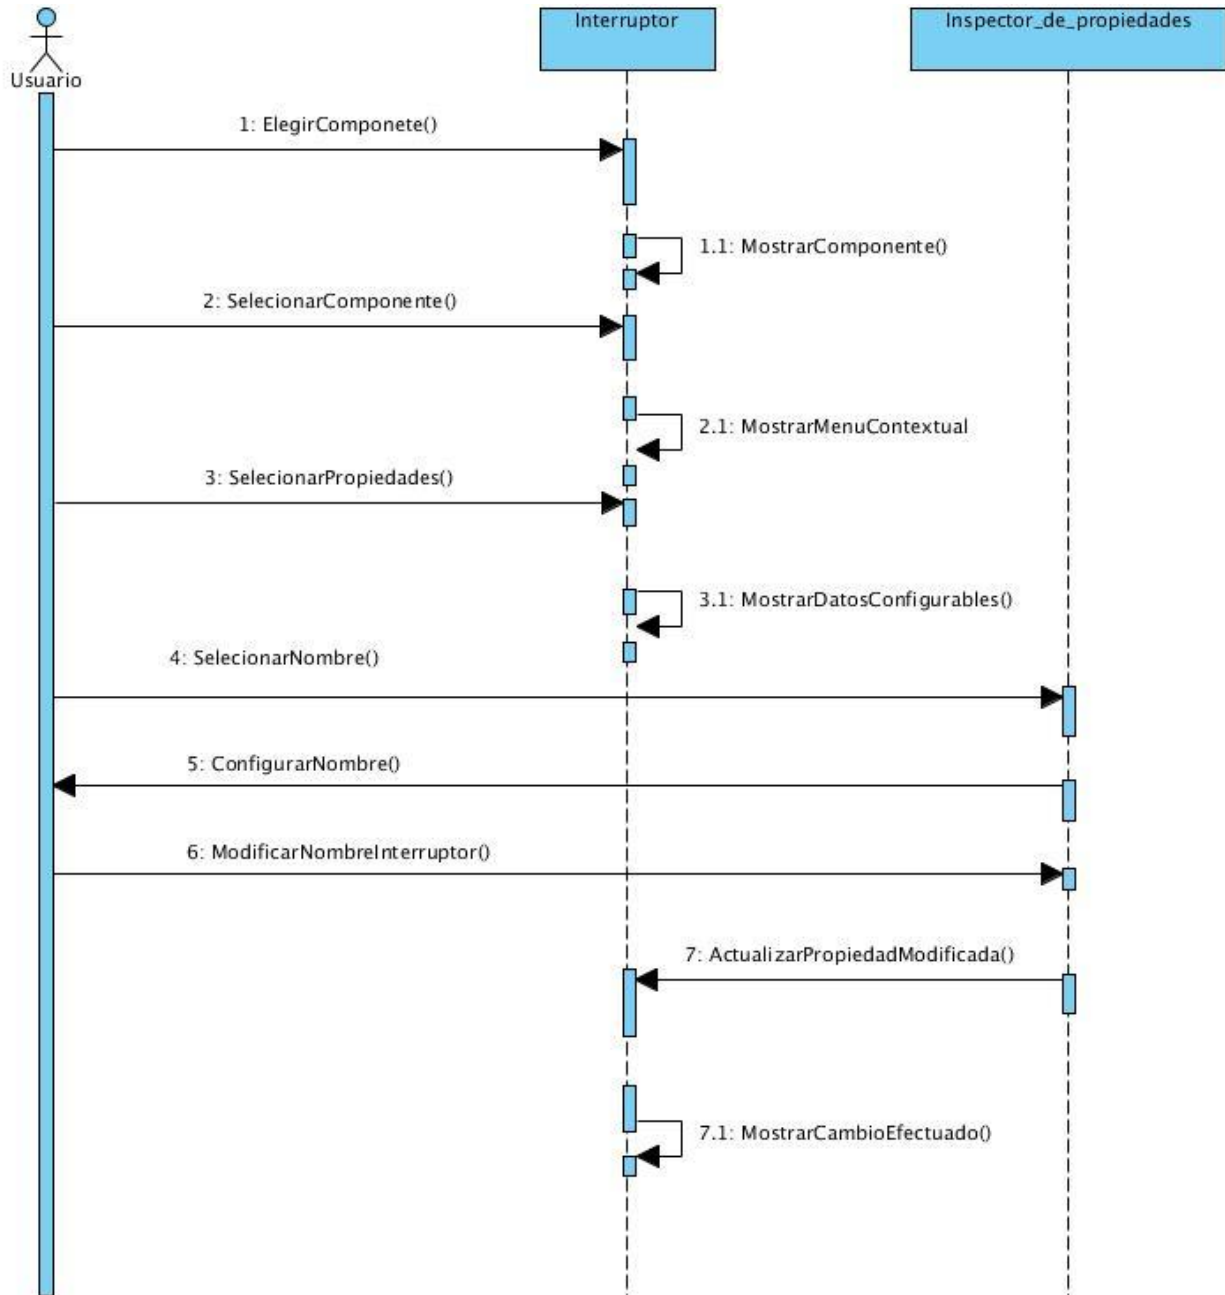 Interruptor
Inspector_de_propiedades
Usuario
1: ElegirComponete()
1.1: MostrarComponente()
2: SelecionarComponente()
2.1: MostrarMenuContextual
3: SelecionarPropiedades()
3.1: MostrarDatosConfigurables()
4: SelecionarNombre()
5: ConfigurarNombre()
6: ModificarNombreInterruptor()
7: ActualizarPropiedadModificada()
7.1: MostrarCambioEfectuado()